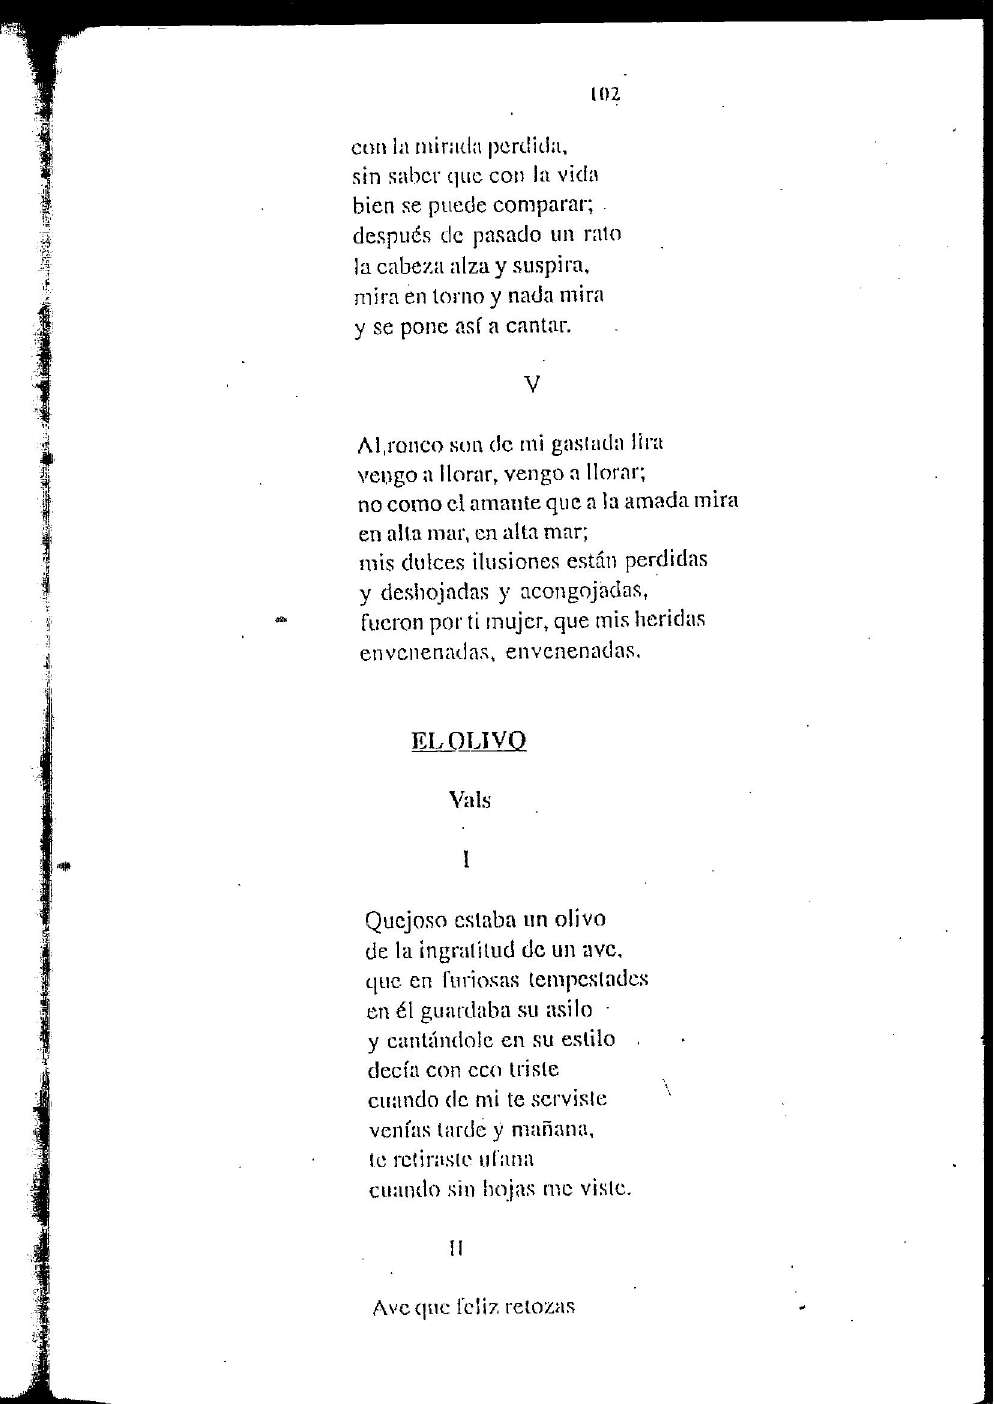 102
con la mirada perdida,
sin saber que con la vida
bien se puede comparar;
después de pasado un rato
la cabeza alza y suspira,
mira en torno y nada mira
y se pone así a cantar.
V
Al ronco son de mi gastada lira
vengo a llorar, vengo a llorar;
no como el amante que a la amada mira
en alta mar, en alta mar;
mis dulces ilusiones están perdidas
y deshojadas y acongojadas,
fueron por ti mujer, que mis heridas
envenenadas, envenenadas.
EL OLIVO
Vals
I
Quejoso estaba un olivo
de la ingratitud de un ave,
que en furiosas tempestades
en él guardaba su asilo
y cantándole en su estilo
decía con eco triste
cuando de mi te serviste
venías tarde y mañana,
te retiraste ufana
cuando sin hojas me viste.
II
Ave que feliz retozas